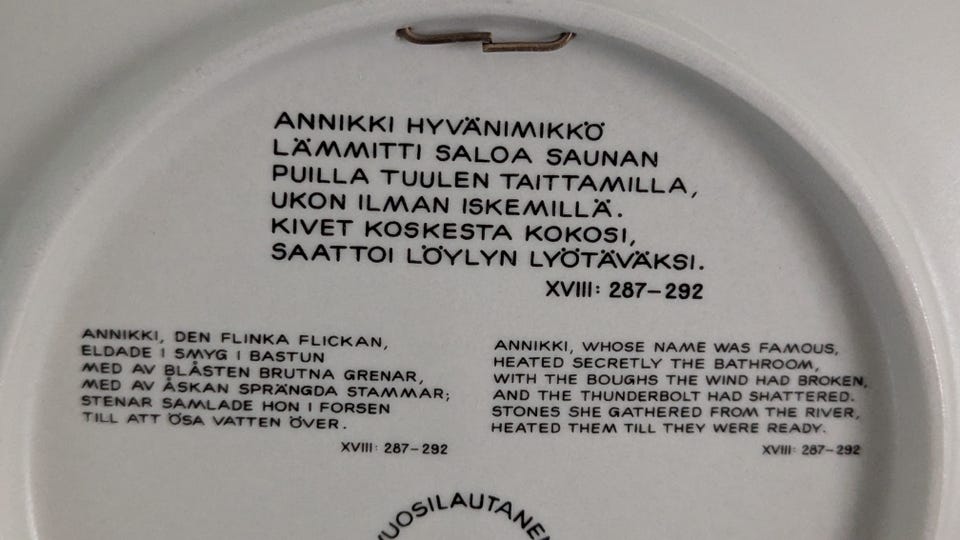 ANNIKKI HYVÄNIMIKKÖ
LÄMMITTI SALOA SAUNAN
PUILLA TUULEN TAITTAMILLA,
UKON ILMAN ISKEMILLÄ.
KIVET KOSKESTA KOKOSI,
SAATTOI LÖYLYN LYÖTÄVÄKSI.
XVIII: 287–292
ANNIKKI, DEN FLINKA FLICKAN,
ELDADE I SMYG I BASTUN
MED AV BLÅSTEN BRUTNA GRENAR,
MED AV ÅSKAN SPRÄNGDA STAMMAR;
STENAR SAMLADE HON I FORSEN
TILL ATT ÖSA VATTEN ÖVER.
XVIII: 287–292
ANNIKKI, WHOSE NAME WAS FAMOUS,
HEATED SECRETLY THE BATHROOM,
WITH THE BOUGHS THE WIND HAD BROKEN,
AND THE THUNDERBOLT HAD SHATTERED.
STONES SHE GATHERED FROM THE RIVER,
HEATED THEM TILL THEY WERE READY.
XVIII: 287–292